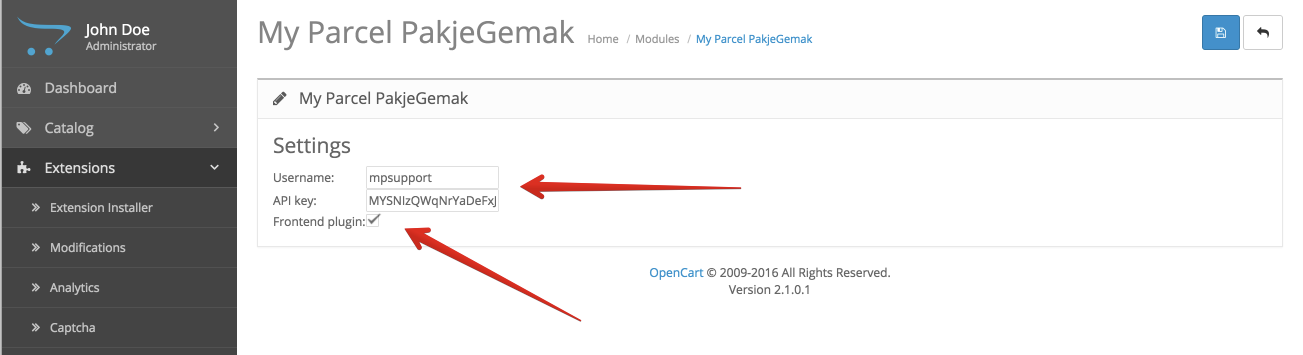 John Doe
Administrator
Dashboard
Catalog
Extensions
Extension Installer
Modifications
Analytics
Captcha
My Parcel PakjeGemak
Home / Modules / My Parcel PakjeGemak
My Parcel PakjeGemak
Settings
Username: mpsupport
API key: MYSNIzQWqNrYaDeFxJ
Frontend plugin:
OpenCart © 2009-2016 All Rights Reserved.
Version 2.1.0.1